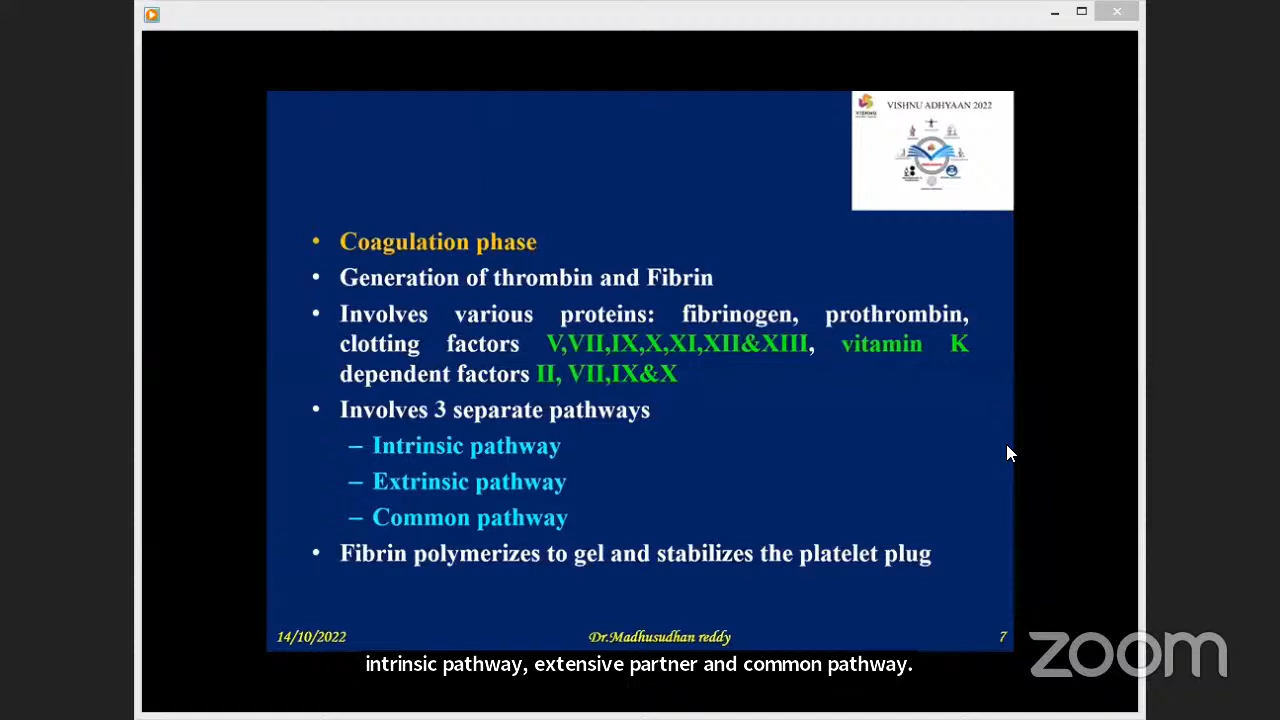 VISHNU ADHYAAN 2022
• Coagulation phase
• Generation of thrombin and Fibrin
• Involves various proteins: fibrinogen, prothrombin,
clotting factors V,VII,IX,X,XI,XII&XIII, vitamin K
dependent factors II, VII,IX&X
• Involves 3 separate pathways
– Intrinsic pathway
– Extrinsic pathway
– Common pathway
• Fibrin polymerizes to gel and stabilizes the platelet plug
14/10/2022 Dr.Madhusudhan reddy 7
intrinsic pathway, extensive partner and common pathway.
zoom